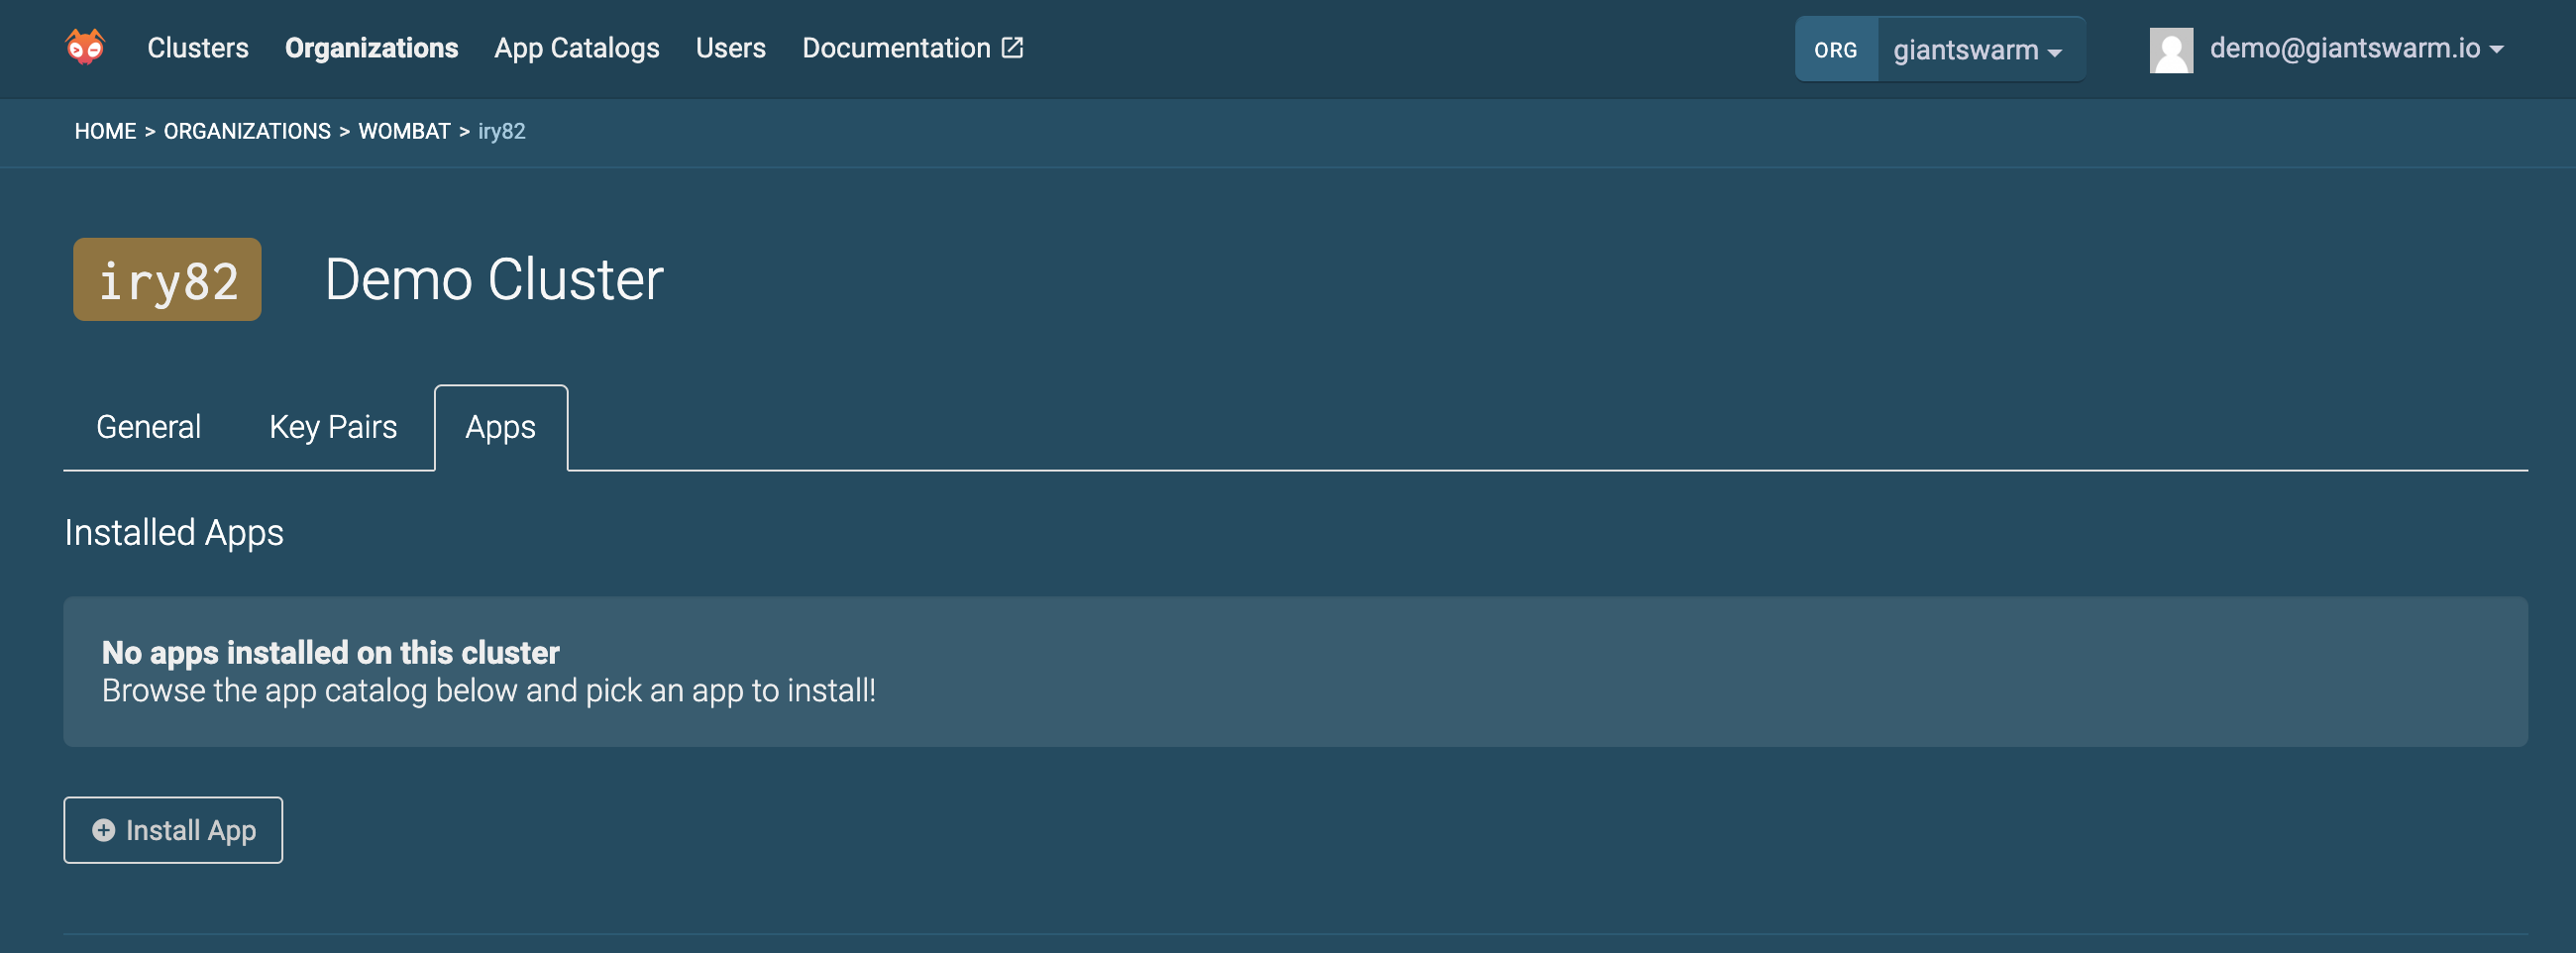 Clusters Organizations App Catalogs Users Documentation ORG giantswarm demo@giantswarm.io
HOME > ORGANIZATIONS > WOMBAT > iry82
iry82 Demo Cluster
General Key Pairs Apps
Installed Apps
No apps installed on this cluster
Browse the app catalog below and pick an app to install!
Install App